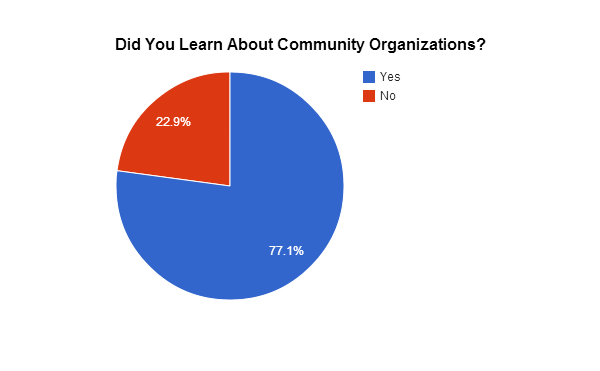 Did You Learn About Community Organizations?
Yes
No
22.9%
77.1%